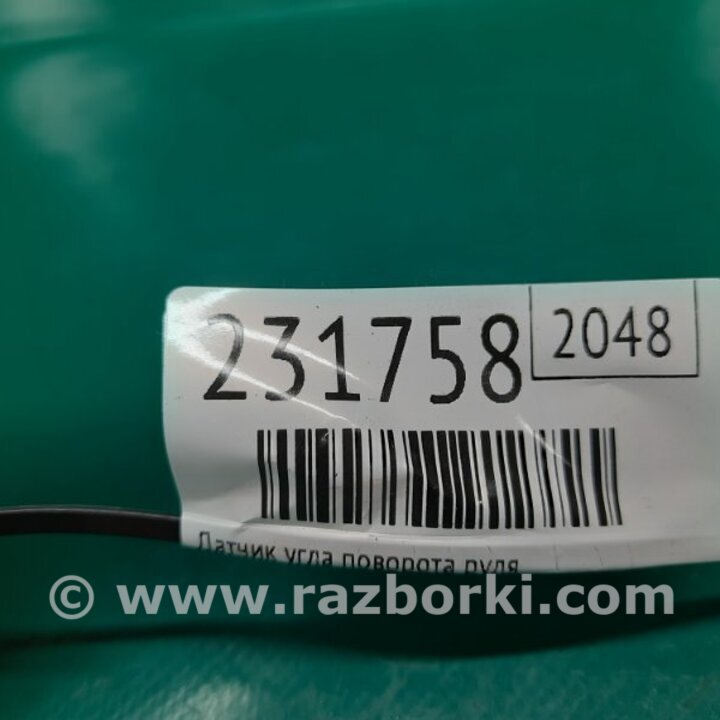 231758
2048
Датчик угла поворота руля
© www.razborki.com